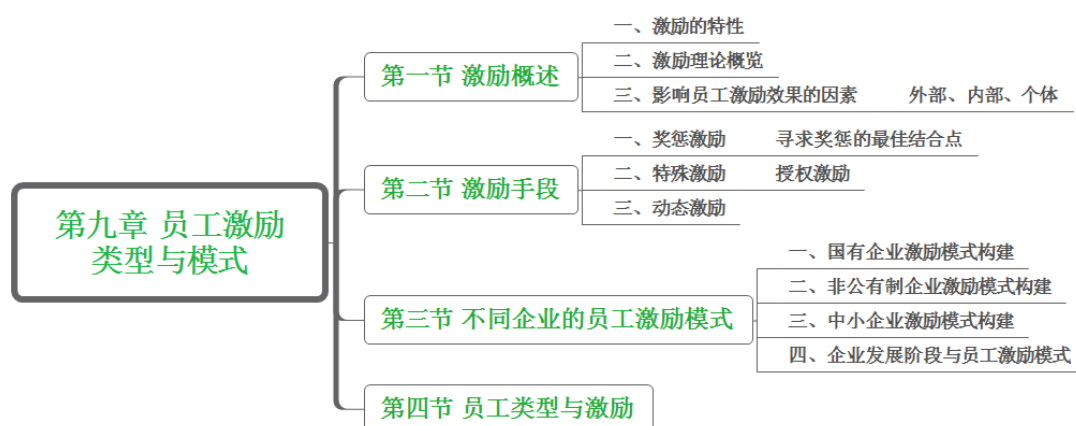 第九章 员工激励
类型与模式
第一节 激励概述
一、激励的特性
二、激励理论概览
三、影响员工激励效果的因素 外部、内部、个体
第二节 激励手段
一、奖惩激励 寻求奖惩的最佳结合点
二、特殊激励 授权激励
三、动态激励
第三节 不同企业的员工激励模式
一、国有企业激励模式构建
二、非公有制企业激励模式构建
三、中小企业激励模式构建
四、企业发展阶段与员工激励模式
第四节 员工类型与激励